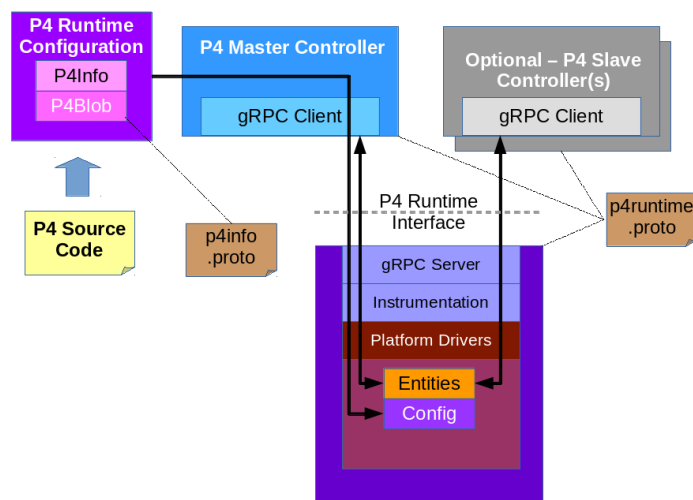 P4 Runtime
Configuration
P4Info
P4Blob
P4 Master Controller
gRPC Client
Optional – P4 Slave
Controller(s)
gRPC Client
P4 Source
Code
p4info
.proto
P4 Runtime
Interface
p4runtime
.proto
gRPC Server
Instrumentation
Platform Drivers
Entities
Config